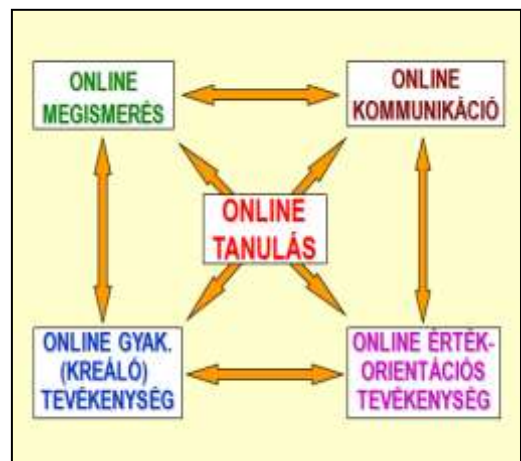 ONLINE
MEGISMERÉS
ONLINE
KOMMUNIKÁCIÓ
ONLINE
TANULÁS
ONLINE GYAK.
(KREÁLÓ)
TEVÉKENYSÉG
ONLINE ÉRTÉK-
ORIENTÁCIÓS
TEVÉKENYSÉG